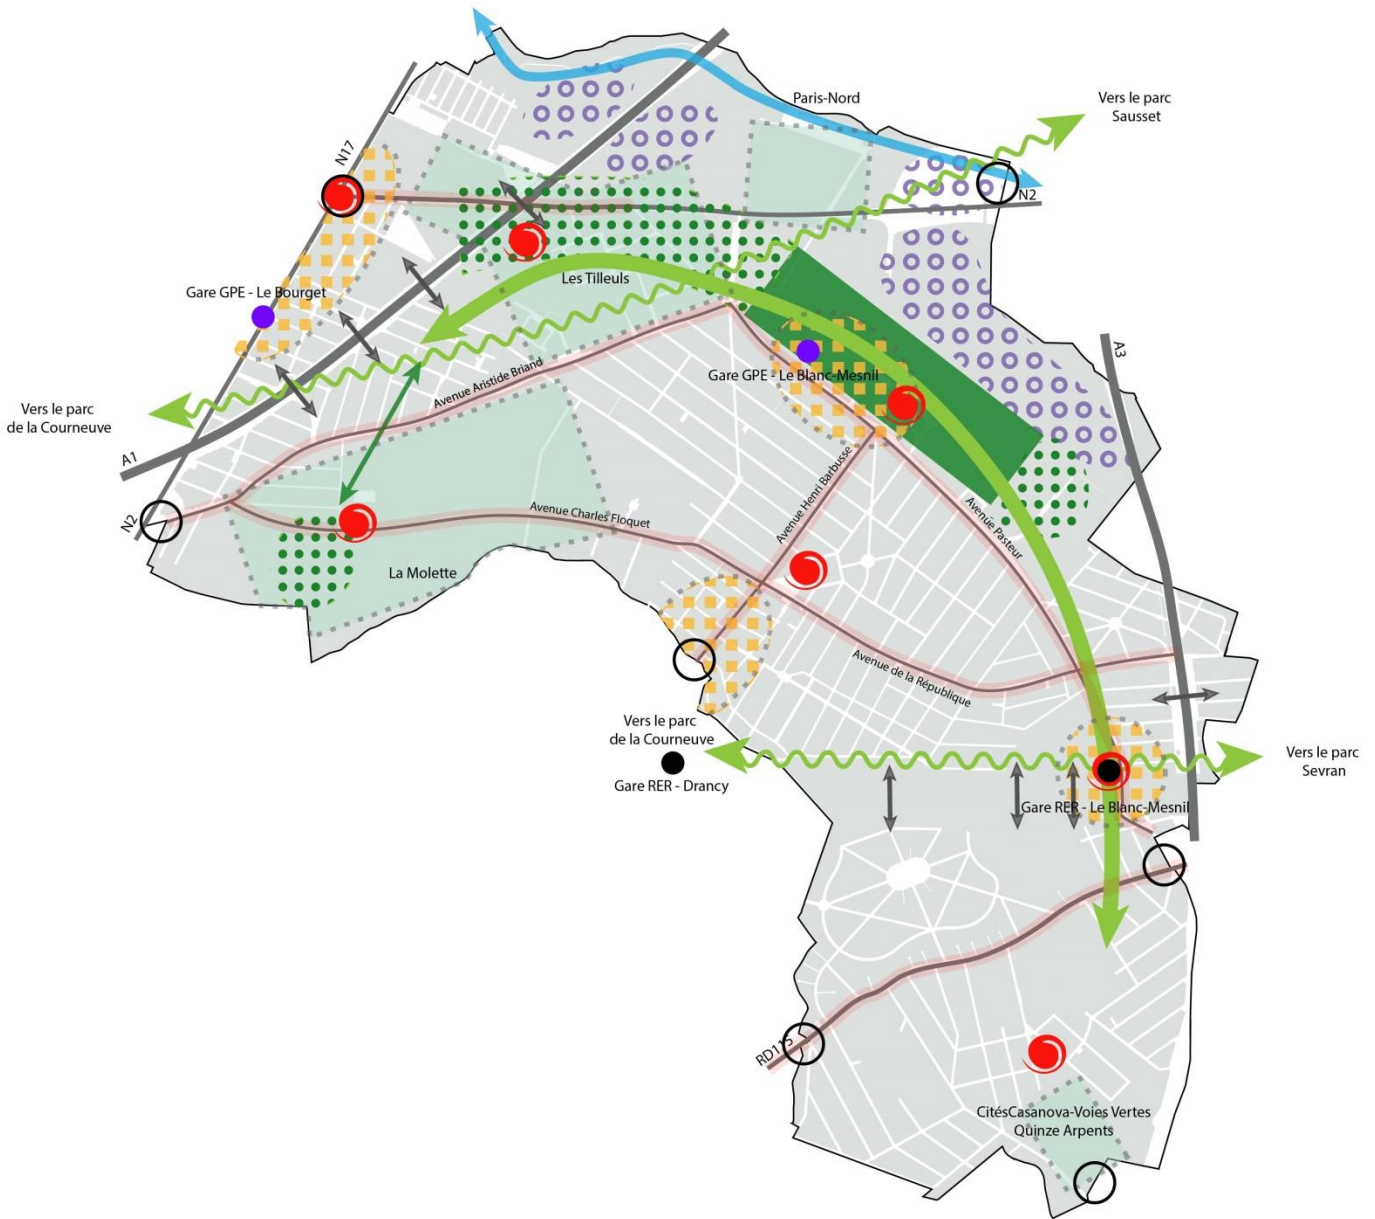 Paris-Nord
Vers le parc
Sausset
N17
N2
Les Tilleuls
Gare GPE - Le Bourget
A3
Gare GPE - Le Blanc-Mesnil
Avenue Aristide Briand
Vers le parc
de la Courneuve
A1
Avenue Henri Barbusse
N2
Avenue Charles Floquet
Avenue Pasteur
La Molette
Avenue de la République
Vers le parc
de la Courneuve
Gare RER - Drancy
Vers le parc
Sevran
Gare RER - Le Blanc-Mesnil
RD115
CitésCasanova-Voies Vertes
Quinze Arpents